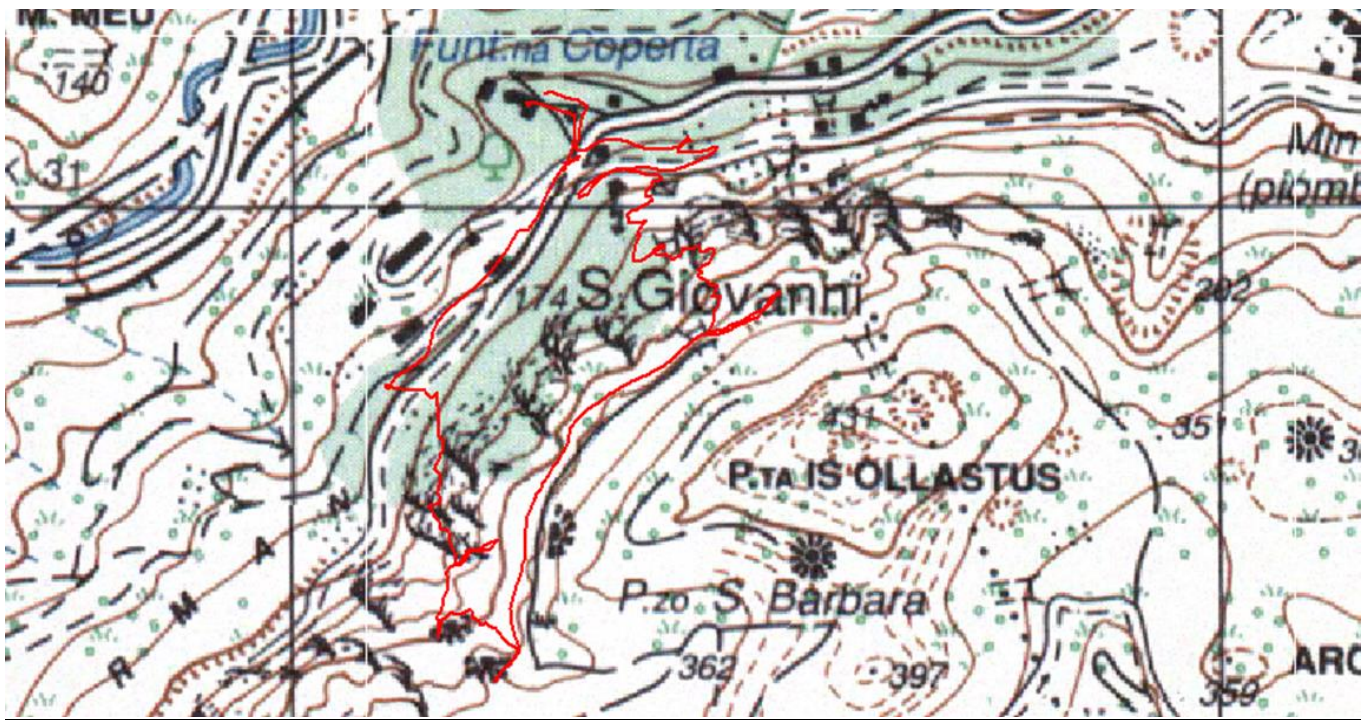 M. MEU
140
Funt.na Coperta
31
Min
(piomb
174
S. Giovanni
202
431
351
P.TA IS OLLASTUS
P.zo S. Barbara
N
A
M
R
A
362
397
359
ARC